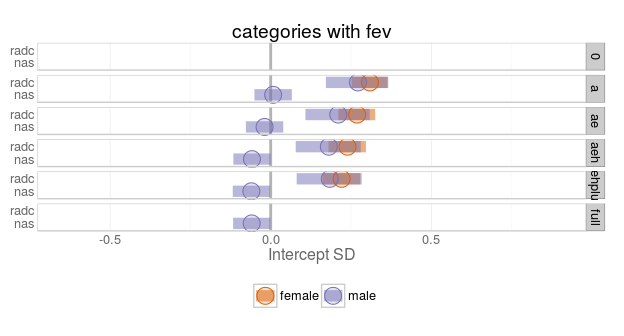 categories with fev
radc
nas
0
radc
nas
a
radc
nas
ae
radc
nas
aeh
radc
nas
ehplu
radc
nas
full
-0.5 0.0 0.5
Intercept SD
female male